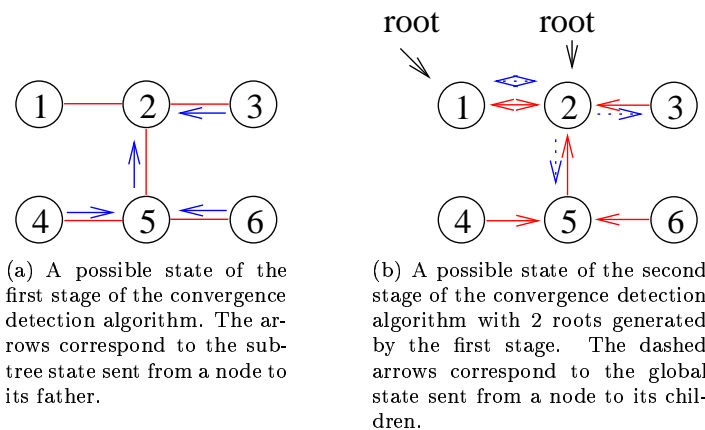 root
root
1
2
3
1
2
3
4
5
6
4
5
6
(a) A possible state of the
first stage of the convergence
detection algorithm. The ar-
rows correspond to the sub-
tree state sent from a node to
its father.
(b) A possible state of the second
stage of the convergence detection
algorithm with 2 roots generated
by the first stage. The dashed
arrows correspond to the global
state sent from a node to its chil-
dren.